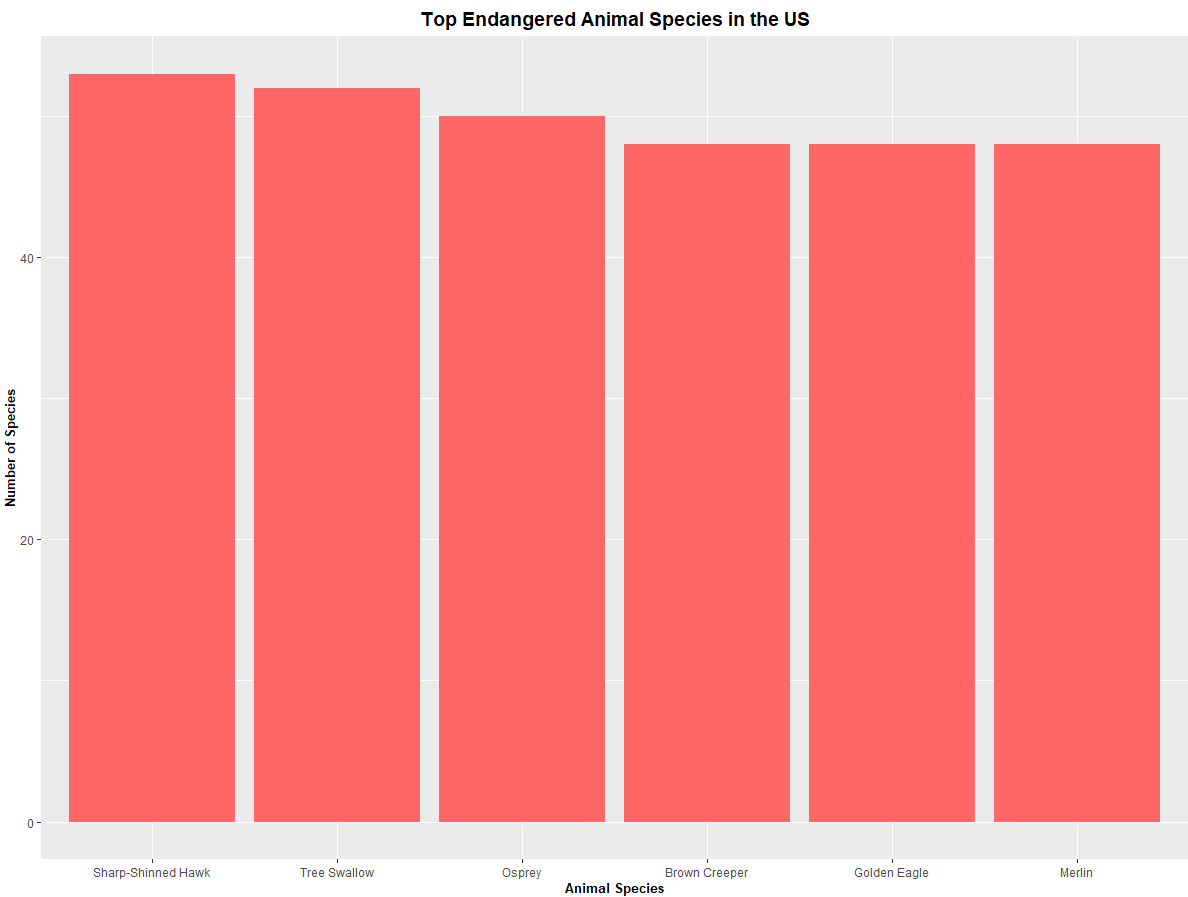 Top Endangered Animal Species in the US
Number of Species
40
20
0
Sharp-Shinned Hawk
Tree Swallow
Osprey
Brown Creeper
Golden Eagle
Merlin
Animal Species